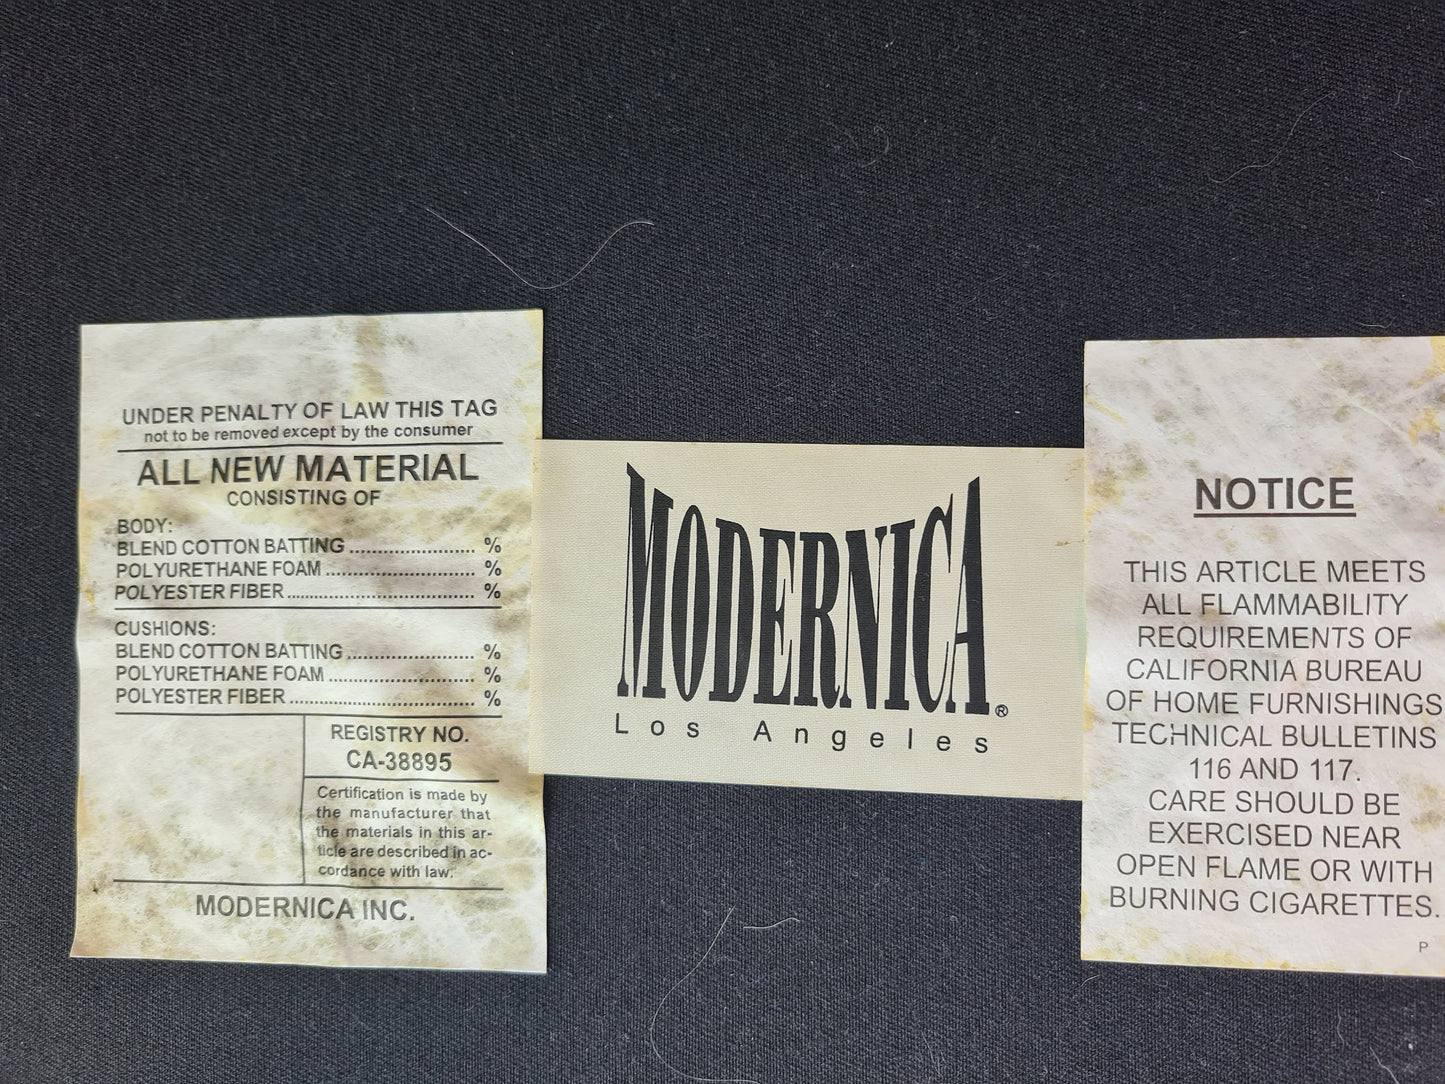 UNDER PENALTY OF LAW THIS TAG
not to be removed except by the consumer
ALL NEW MATERIAL
CONSISTING OF
BODY:
BLEND COTTON BATTING ........................ %
POLYURETHANE FOAM ............................ %
POLYESTER FIBER ................................... %
CUSHIONS:
BLEND COTTON BATTING ........................ %
POLYURETHANE FOAM ............................ %
POLYESTER FIBER ................................... %
REGISTRY NO.
CA-38895
Certification is made by
the manufacturer that
the materials in this ar-
ticle are described in ac-
cordance with law.
MODERNICA INC.
MODERNICA®
Los Angeles
NOTICE
THIS ARTICLE MEETS
ALL FLAMMABILITY
REQUIREMENTS OF
CALIFORNIA BUREAU
OF HOME FURNISHINGS
TECHNICAL BULLETINS
116 AND 117.
CARE SHOULD BE
EXERCISED NEAR
OPEN FLAME OR WITH
BURNING CIGARETTES.
P